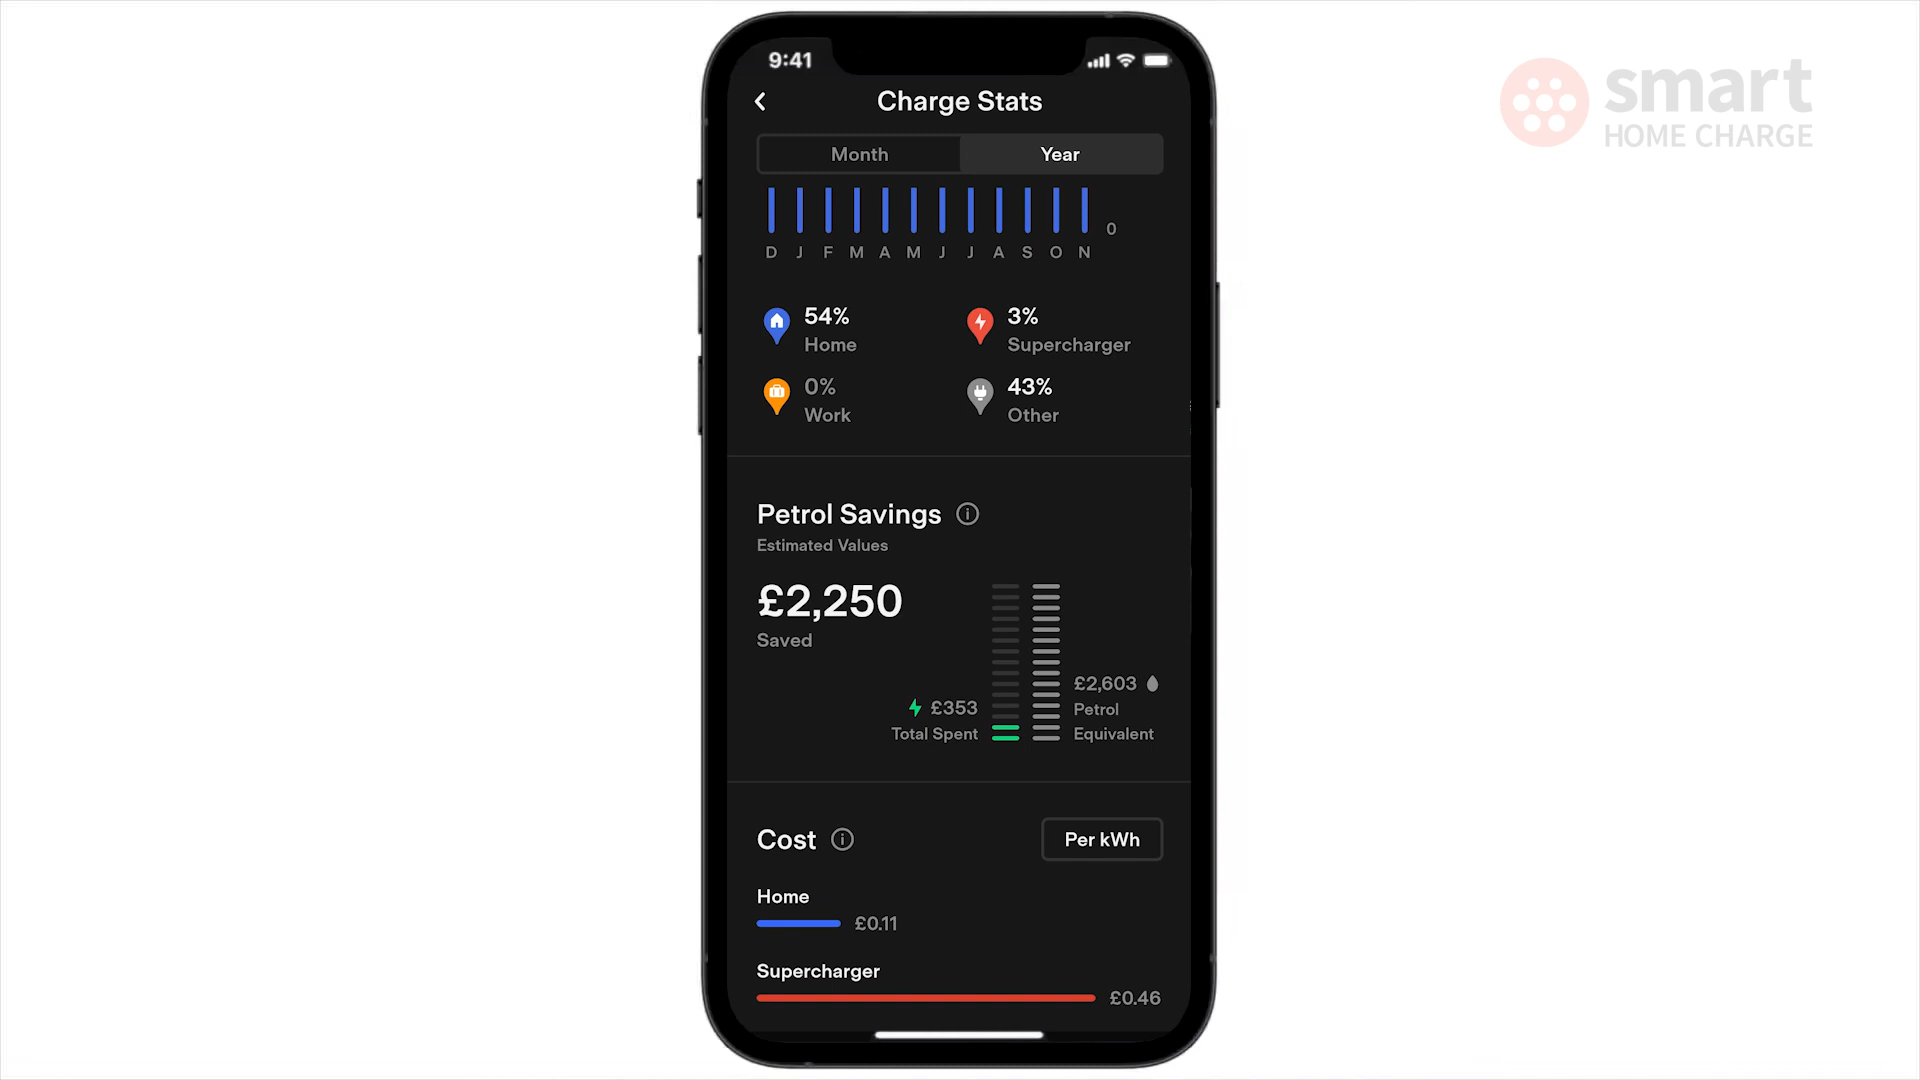 9:41
smart
HOME CHARGE
Charge Stats
Month Year
0
D J F M A M J J A S O N
54% 3%
Home Supercharger
0% 43%
Work Other
Petrol Savings
Estimated Values
£2,250
Saved
£2,603
£353 Petrol
Total Spent Equivalent
Cost Per kWh
Home
£0.11
Supercharger
£0.46